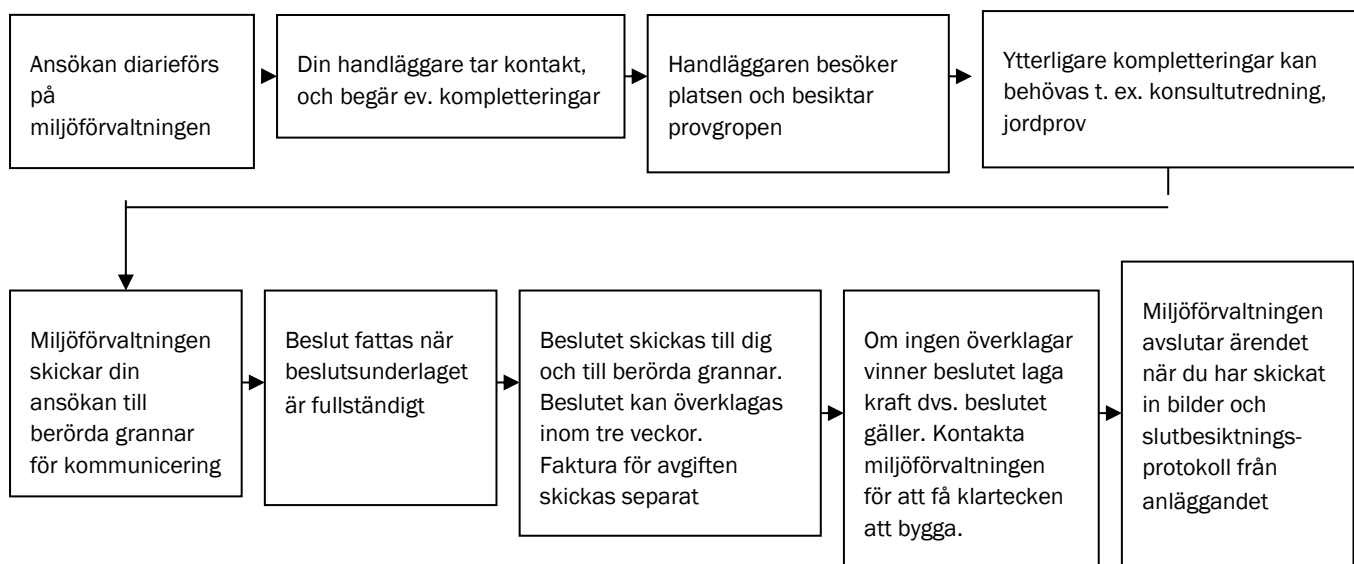 Ansökan diarieförs
på
miljöförvaltningen
Din handläggare tar kontakt,
och begär ev. kompletteringar
Handläggaren besöker
platsen och besiktar
provgropen
Ytterligare kompletteringar kan
behövas t. ex. konsultutredning,
jordprov
Miljöförvaltningen
skickar din
ansökan till
berörda grannar
för kommunicering
Beslut fattas när
beslutsunderlaget
är fullständigt
Beslutet skickas till dig
och till berörda grannar.
Beslutet kan överklagas
inom tre veckor.
Faktura för avgiften
skickas separat
Om ingen överklagar
vinner beslutet laga
kraft dvs. beslutet
gäller. Kontakta
miljöförvaltningen
för att få klartecken
att bygga.
Miljöförvaltningen
avslutar ärendet
när du har skickat
in bilder och
slutbesiktnings-
protokoll från
anläggandet